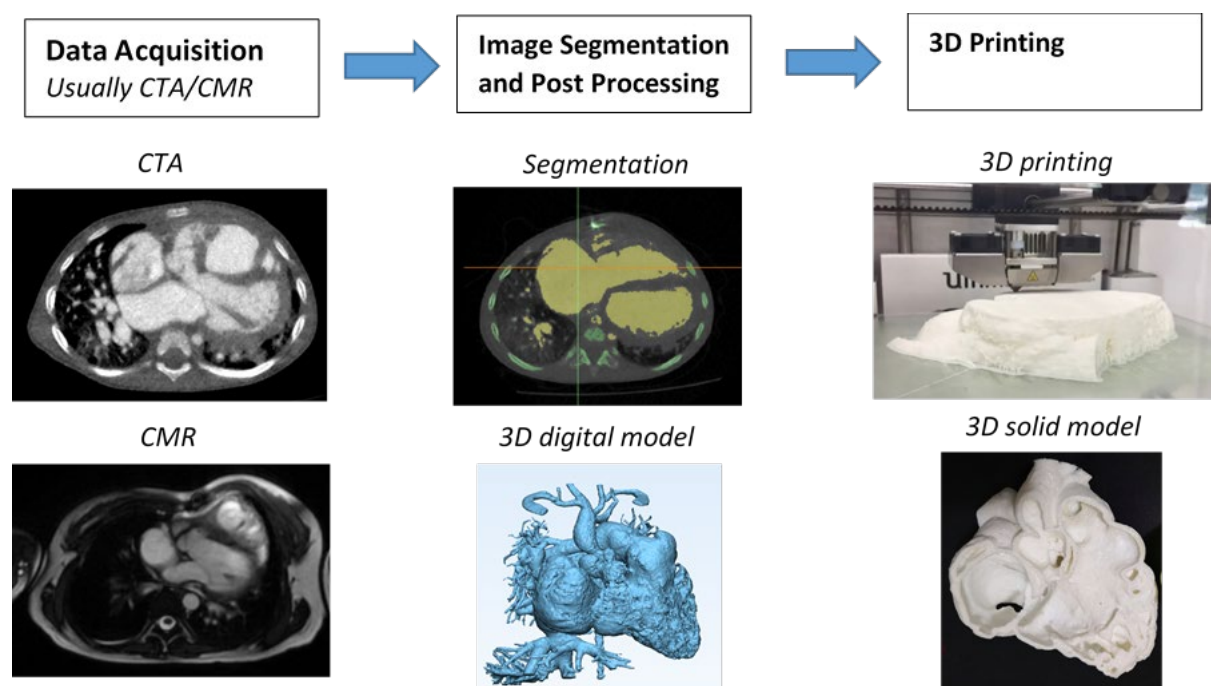 Data Acquisition
Usually CTA/CMR
Image Segmentation
and Post Processing
3D Printing
CTA
Segmentation
3D printing
CMR
3D digital model
3D solid model